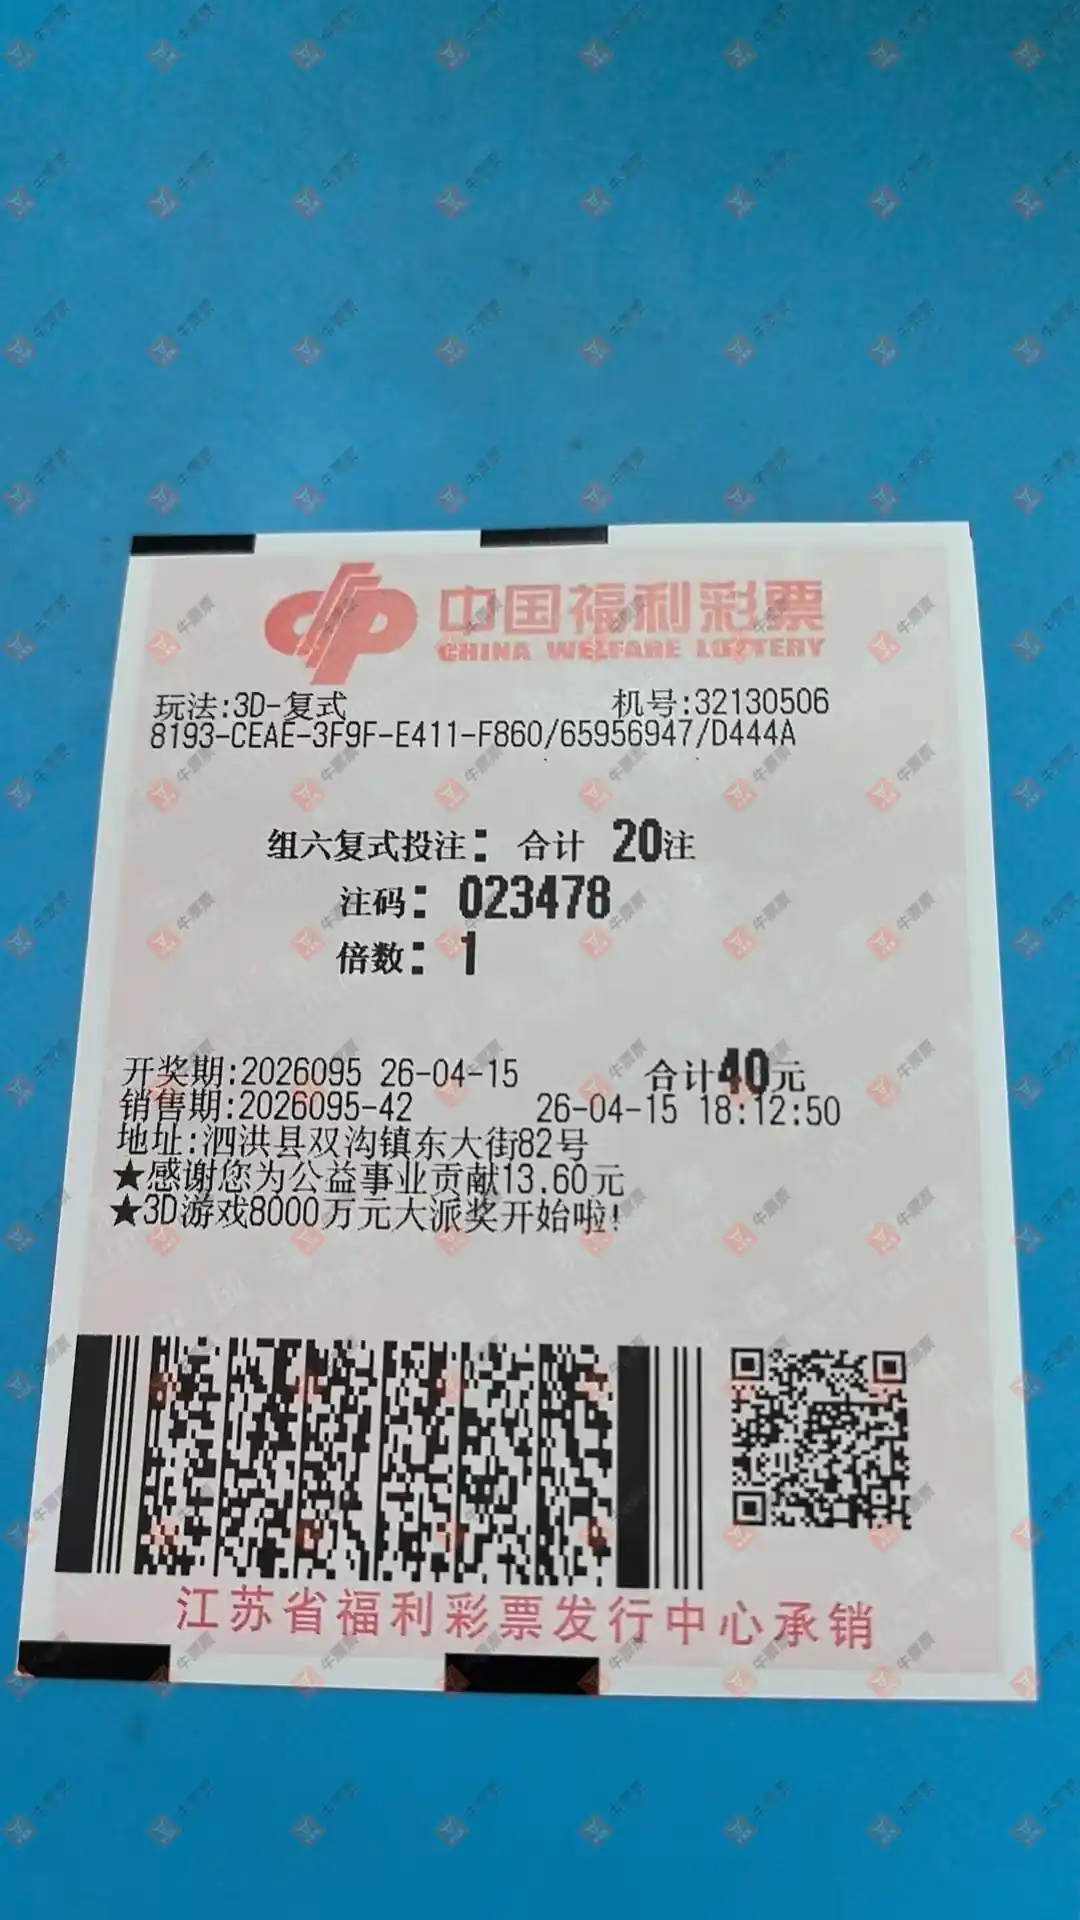 中国福利彩票
CHINA WELFARE LOTTERY
玩法:3D-复式 机号:32130506
8193-CEAE-3F9F-E411-F860/65956947/D444A
组六复式投注: 合计 20注
注码: 023478
倍数: 1
开奖期:2026095 26-04-15 合计40元
销售期:2026095-42 26-04-15 18:12:50
地址:泗洪县双沟镇东大街82号
★感谢您为公益事业贡献13.60元
★3D游戏8000万元大派奖开始啦!
江苏省福利彩票发行中心承销